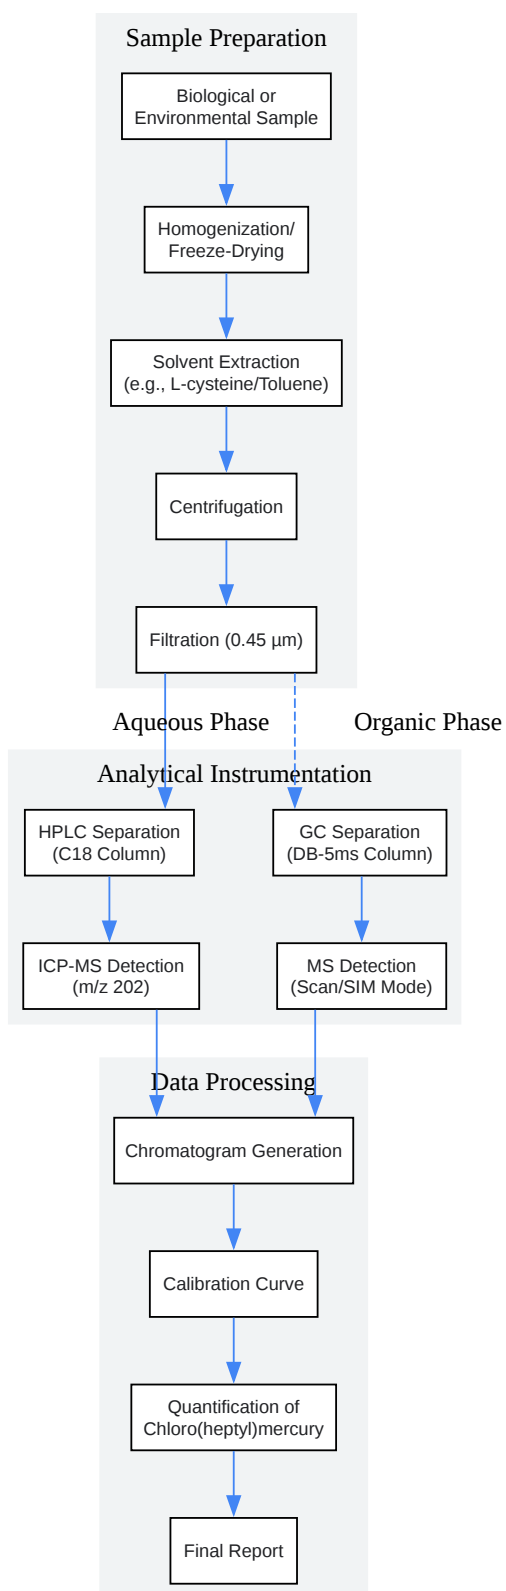 Sample Preparation
Biological or
Environmental Sample
Homogenization/
Freeze-Drying
Solvent Extraction
(e.g., L-cysteine/Toluene)
Centrifugation
Filtration (0.45 µm)
Aqueous Phase
Organic Phase
Analytical Instrumentation
HPLC Separation
(C18 Column)
GC Separation
(DB-5ms Column)
ICP-MS Detection
(m/z 202)
MS Detection
(Scan/SIM Mode)
Data Processing
Chromatogram Generation
Calibration Curve
Quantification of
Chloro(heptyl)mercury
Final Report